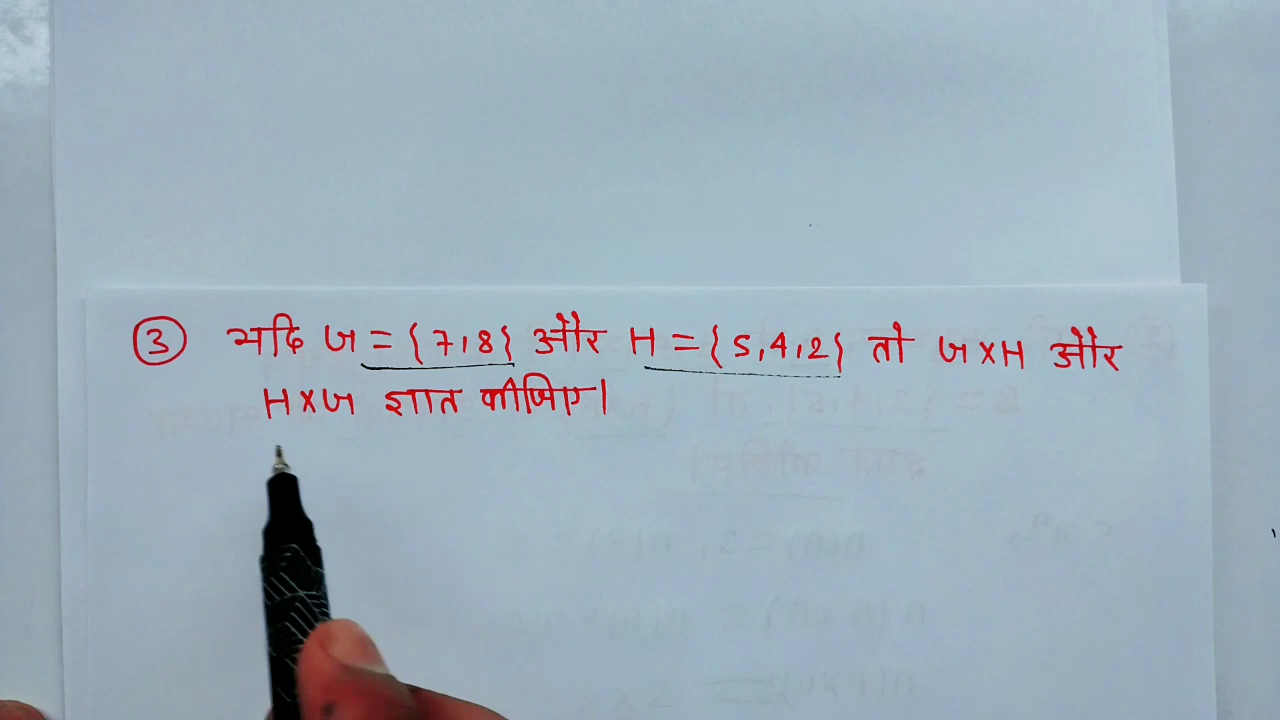 ③ यदि G = {7,8} और H = {5,4,2} तो G×H और
H×G ज्ञात कीजिए।